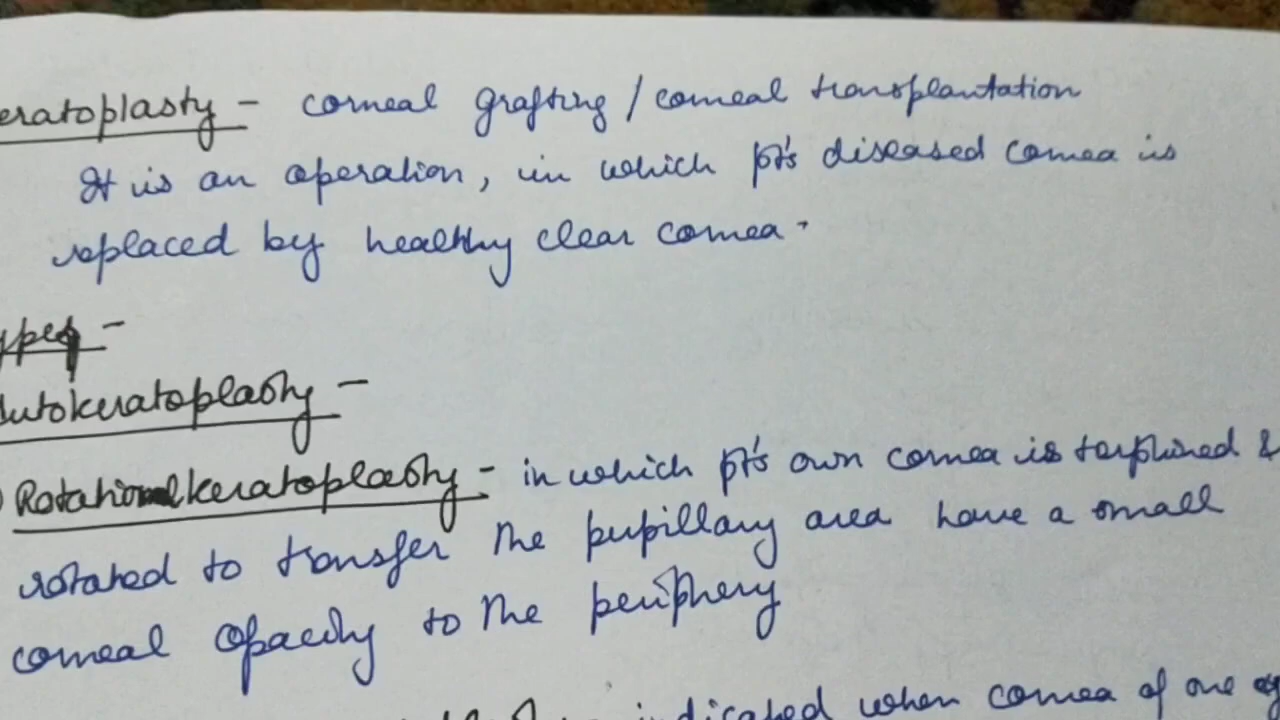 eratoplasty - corneal grafting / corneal transplantation
It is an operation, in which pt's diseased cornea is
replaced by healthy clear cornea.
ypes -
Autokeratoplasty -
) Rotational keratoplasty - in which pt's own cornea is terphined &
rotated to transfer the pupillary area have a small
corneal opacity to the periphery
indicated when cornea of one